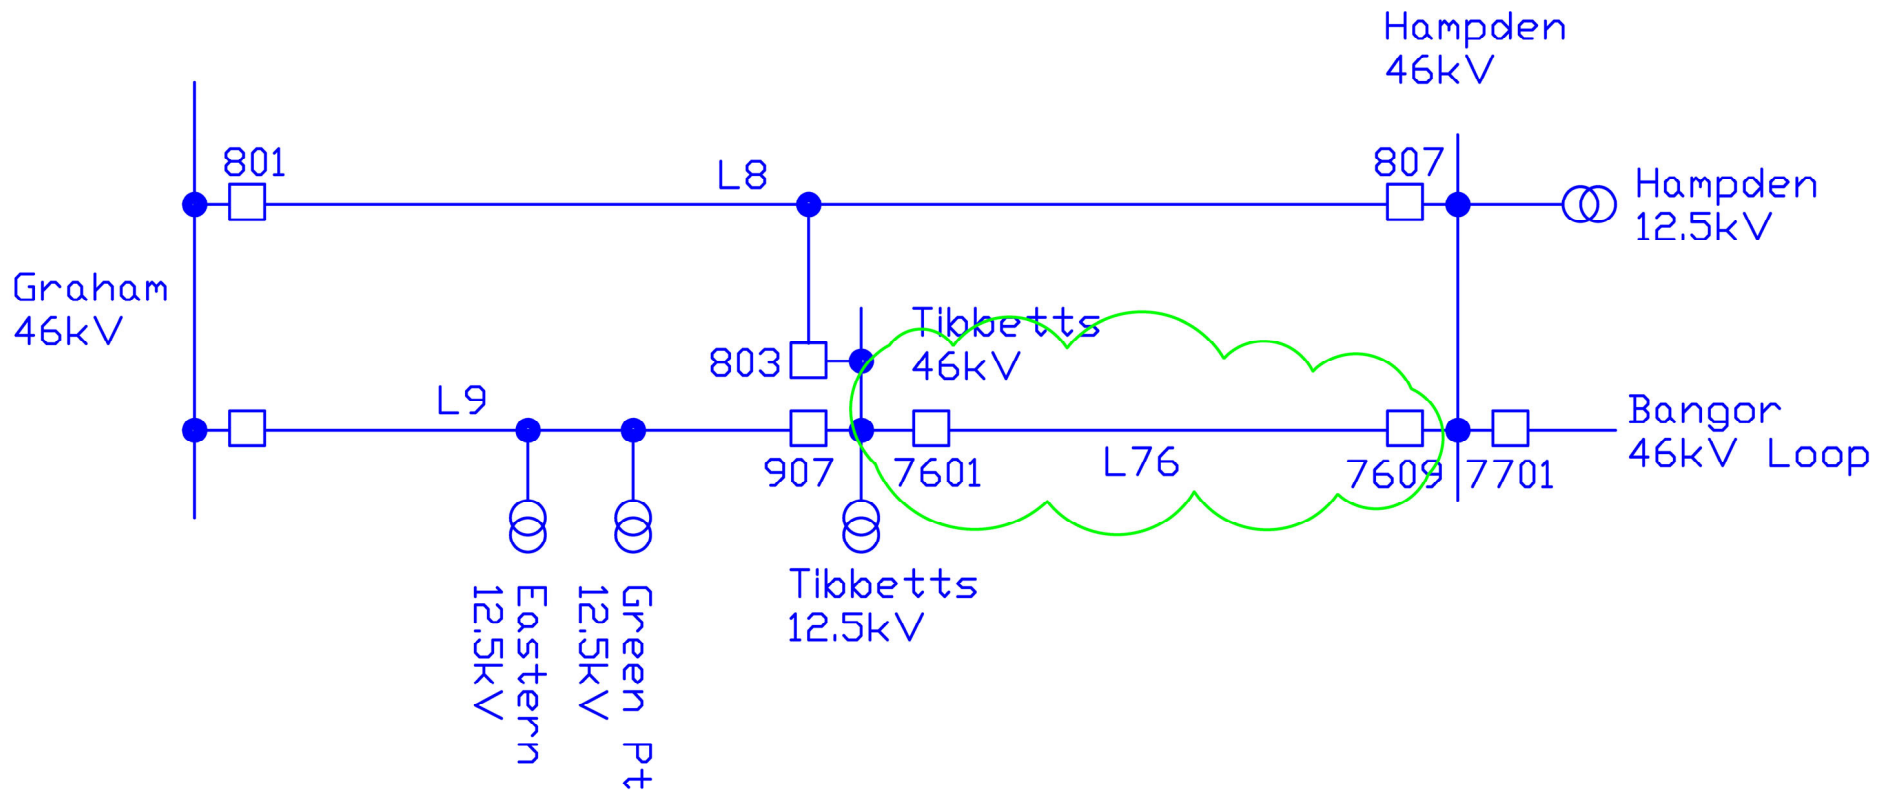 Hampden
46kV
801
L8
807
Hampden
12.5kV
Graham
46kV
Tibbetts
46kV
803
L9
Bangor
46kV Loop
907
7601
L76
7609
7701
Tibbetts
12.5kV
Eastern
12.5kV
Green Pt
12.5kV